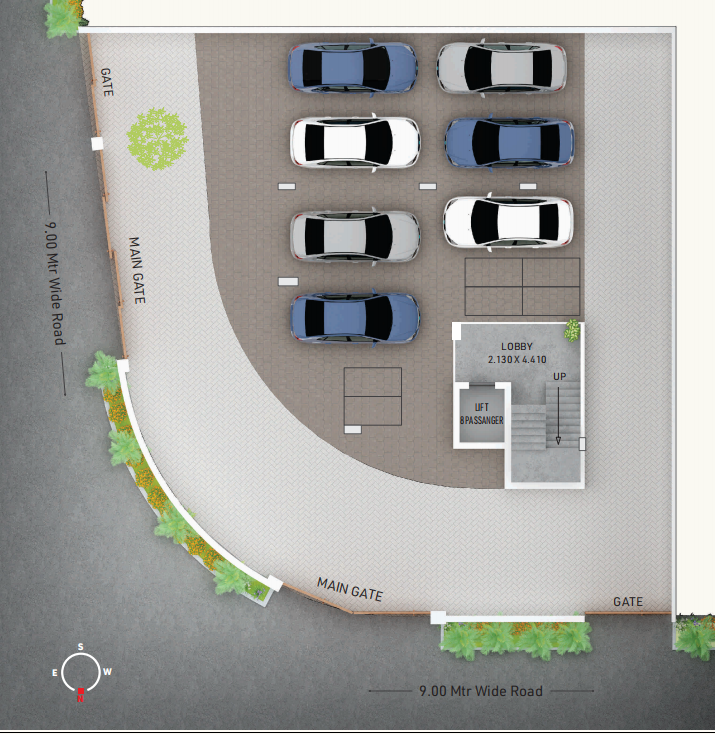 GATE
MAIN GATE
9.00 Mtr Wide Road
LOBBY
2.130 X 4.410
UP
LIFT
8 PASSANGER
MAIN GATE
GATE
S
E W
N
9.00 Mtr Wide Road